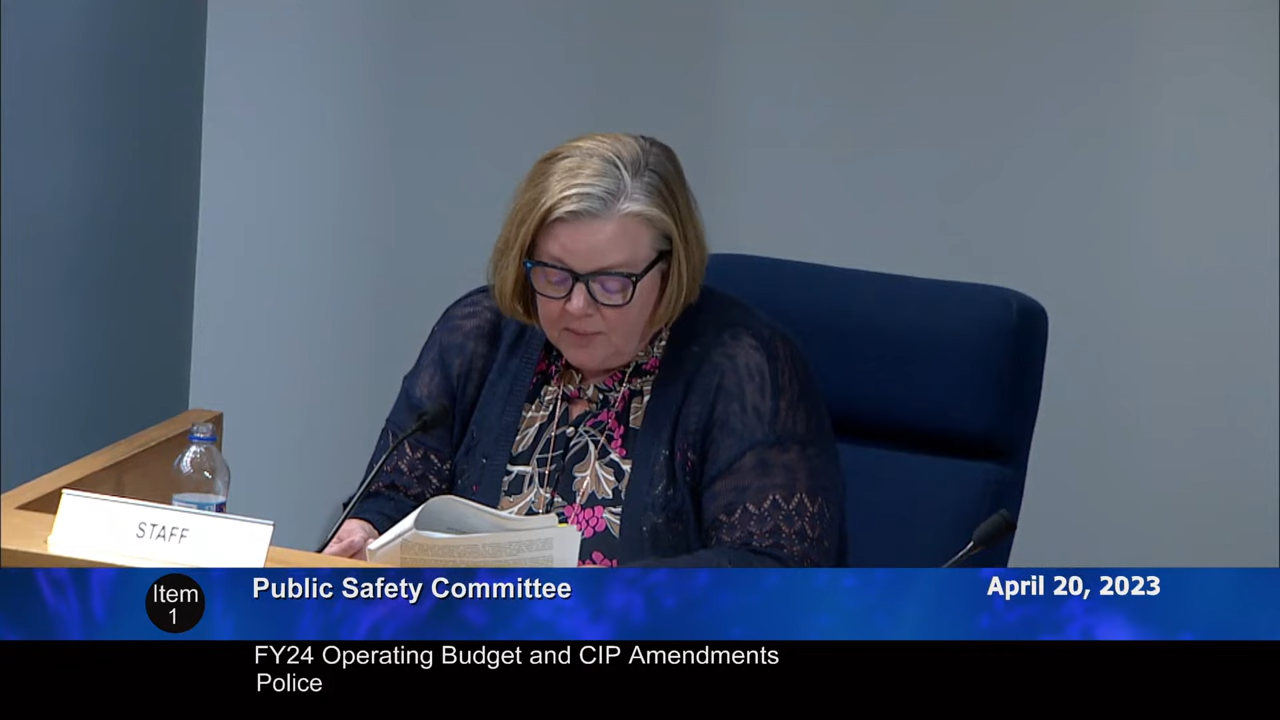 STAFF
Item
1
Public Safety Committee
April 20, 2023
FY24 Operating Budget and CIP Amendments
Police